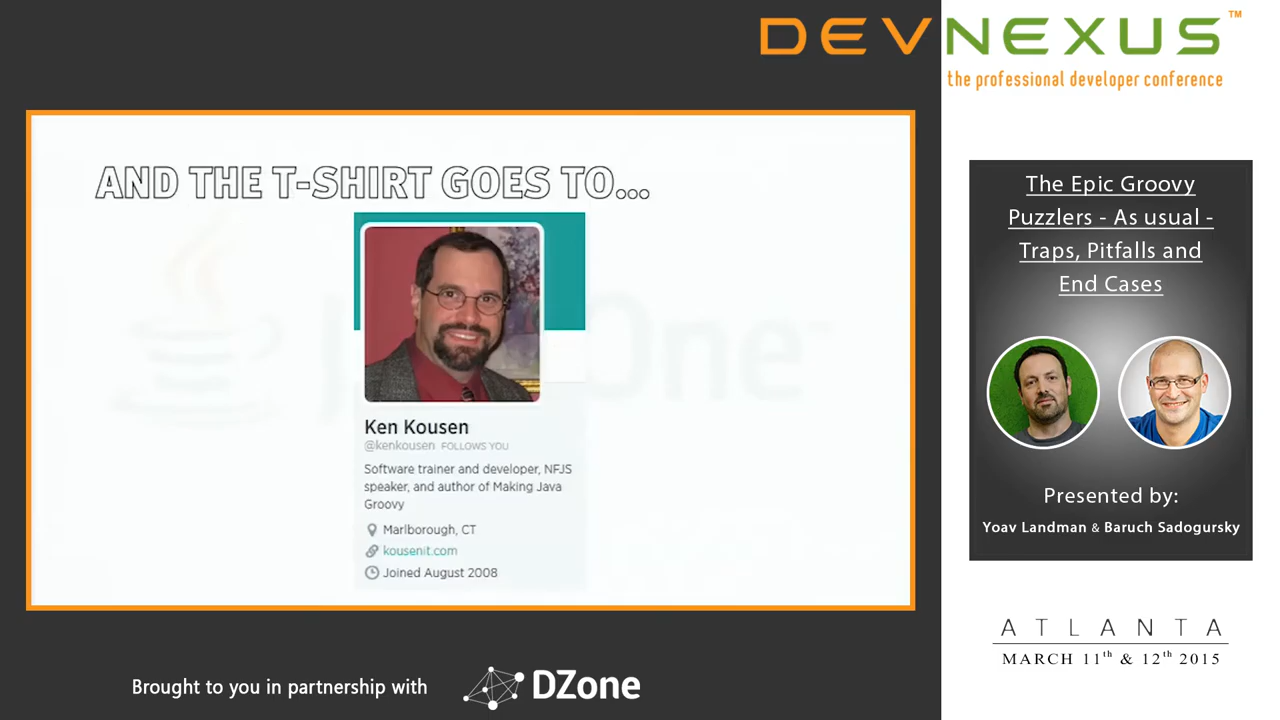 DEVNEXUS™
the professional developer conference
AND THE T-SHIRT GOES TO...
Ken Kousen
@kenkousen FOLLOWS YOU
Software trainer and developer, NFJS
speaker, and author of Making Java
Groovy
Marlborough, CT
kousenit.com
Joined August 2008
The Epic Groovy
Puzzlers - As usual -
Traps, Pitfalls and
End Cases
Presented by:
Yoav Landman & Baruch Sadogursky
ATLANTA
MARCH 11th & 12th 2015
Brought to you in partnership with
DZone